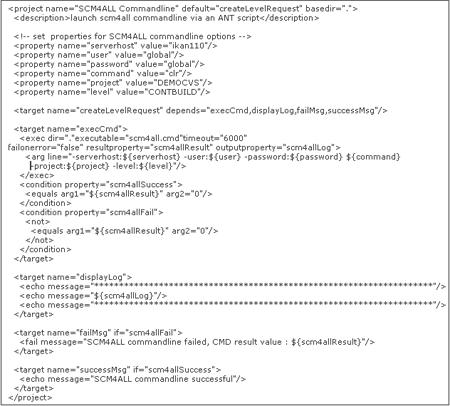 <project name="SCM4ALL Commandline" default="createLevelRequest" basedir=".">
<description>launch scm4all commandline via an ANT script</description>
<!-- set properties for SCM4ALL commandline options -->
<property name="serverhost" value="ikan110"/>
<property name="user" value="global"/>
<property name="password" value="global"/>
<property name="command" value="clr"/>
<property name="project" value="DEMOCVS"/>
<property name="level" value="CONTBUILD"/>
<target name="createLevelRequest" depends="execCmd,displayLog,failMsg,successMsg"/>
<target name="execCmd">
<exec dir="."executable="scm4all.cmd"timeout="6000"
failonerror="false" resultproperty="scm4allResult" outputproperty="scm4allLog">
<arg line="-serverhost:${serverhost} -user:${user} -password:${password} ${command}
-project:${project} -level:${level}"/>
</exec>
<condition property="scm4allSuccess">
<equals arg1="${scm4allResult}" arg2="0"/>
</condition>
<condition property="scm4allFail">
<not>
<equals arg1="${scm4allResult}" arg2="0"/>
</not>
</condition>
</target>
<target name="displayLog">
<echo message="********************************************************************"/>
<echo message="${scm4allLog}"/>
<echo message="********************************************************************"/>
</target>
<target name="failMsg" if="scm4allFail">
<fail message="SCM4ALL commandline failed, CMD result value : ${scm4allResult}"/>
</target>
<target name="successMsg" if="scm4allSuccess">
<echo message="SCM4ALL commandline successful"/>
</target>
</project>